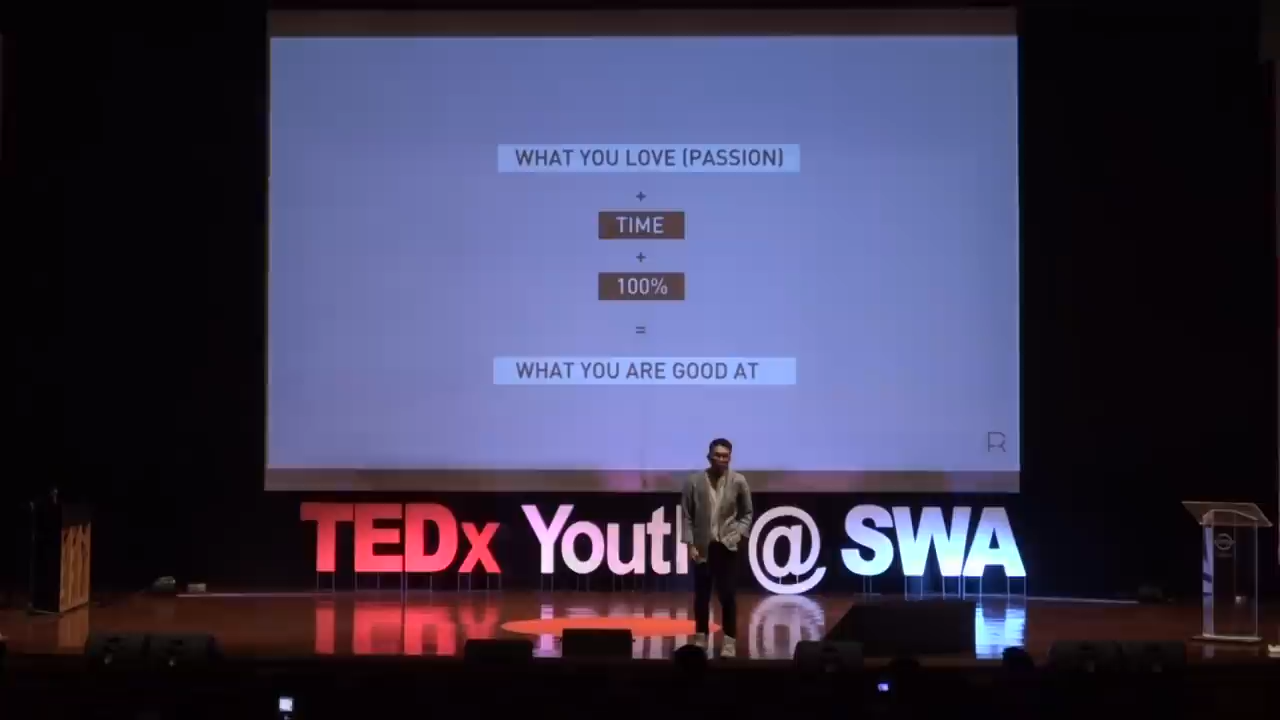 WHAT YOU LOVE (PASSION)
+
TIME
+
100%
=
WHAT YOU ARE GOOD AT
R
TEDx Youth @ SWA